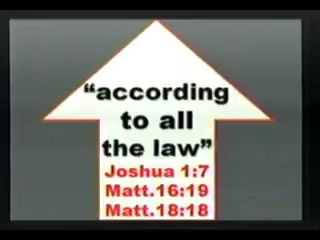 “according
to all
the law”
Joshua 1:7
Matt.16:19
Matt.18:18